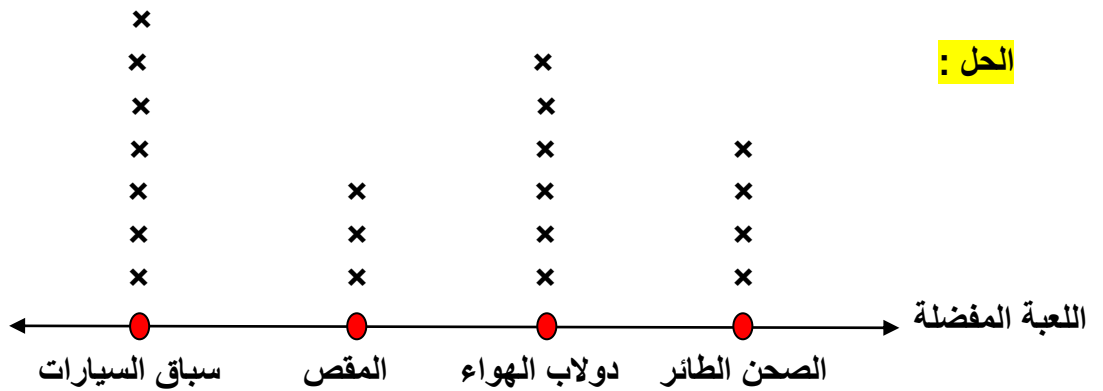 الحل :
× 
× ×
× ×
× × ×
× × × ×
× × × ×
× × × ×
اللعبة المفضلة
الصحن الطائر دولاب الهواء المقص سباق السيارات